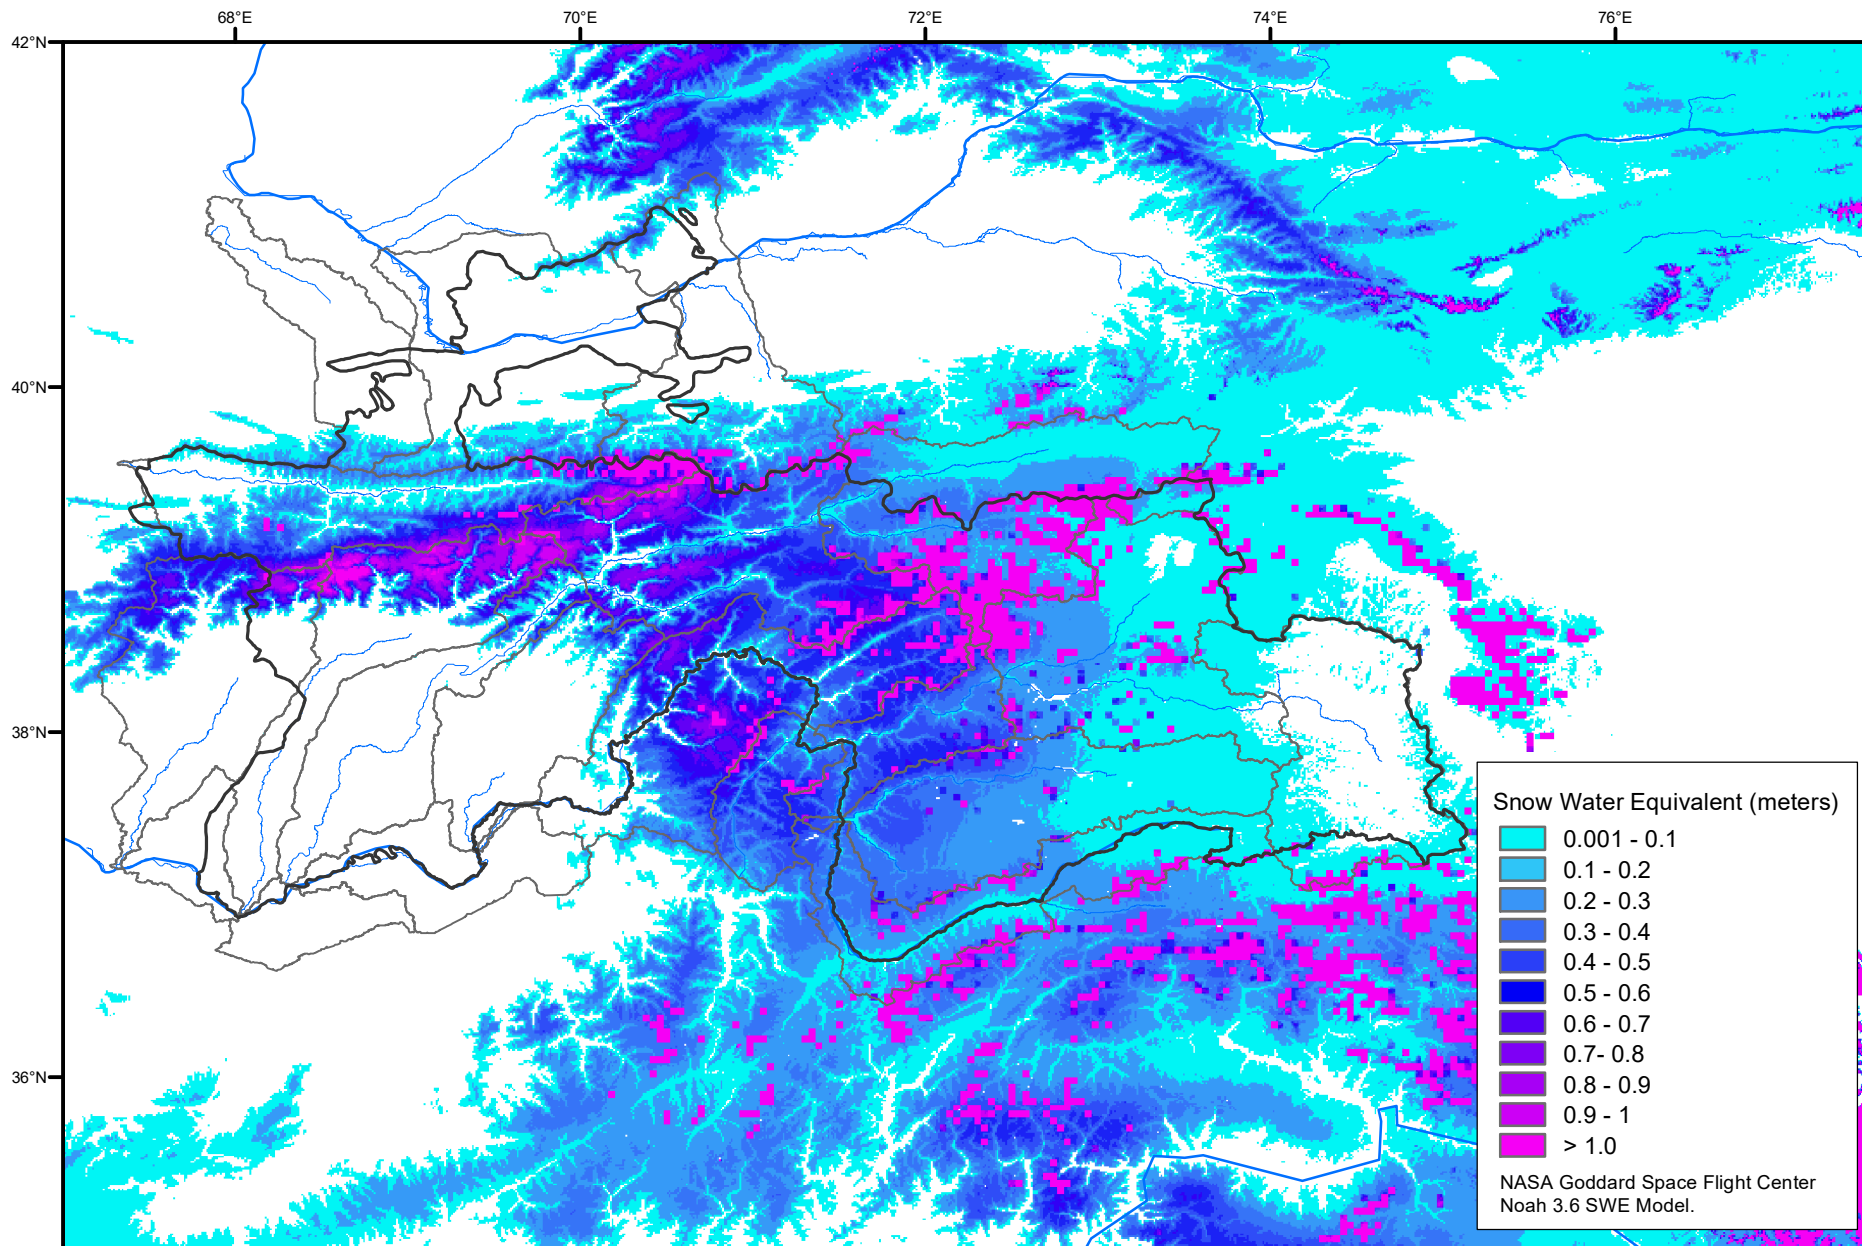 68°E
70°E
72°E
74°E
76°E
42°N
40°N
38°N
36°N
Snow Water Equivalent (meters)
0.001 - 0.1
0.1 - 0.2
0.2 - 0.3
0.3 - 0.4
0.4 - 0.5
0.5 - 0.6
0.6 - 0.7
0.7- 0.8
0.8 - 0.9
0.9 - 1
> 1.0
NASA Goddard Space Flight Center
Noah 3.6 SWE Model.